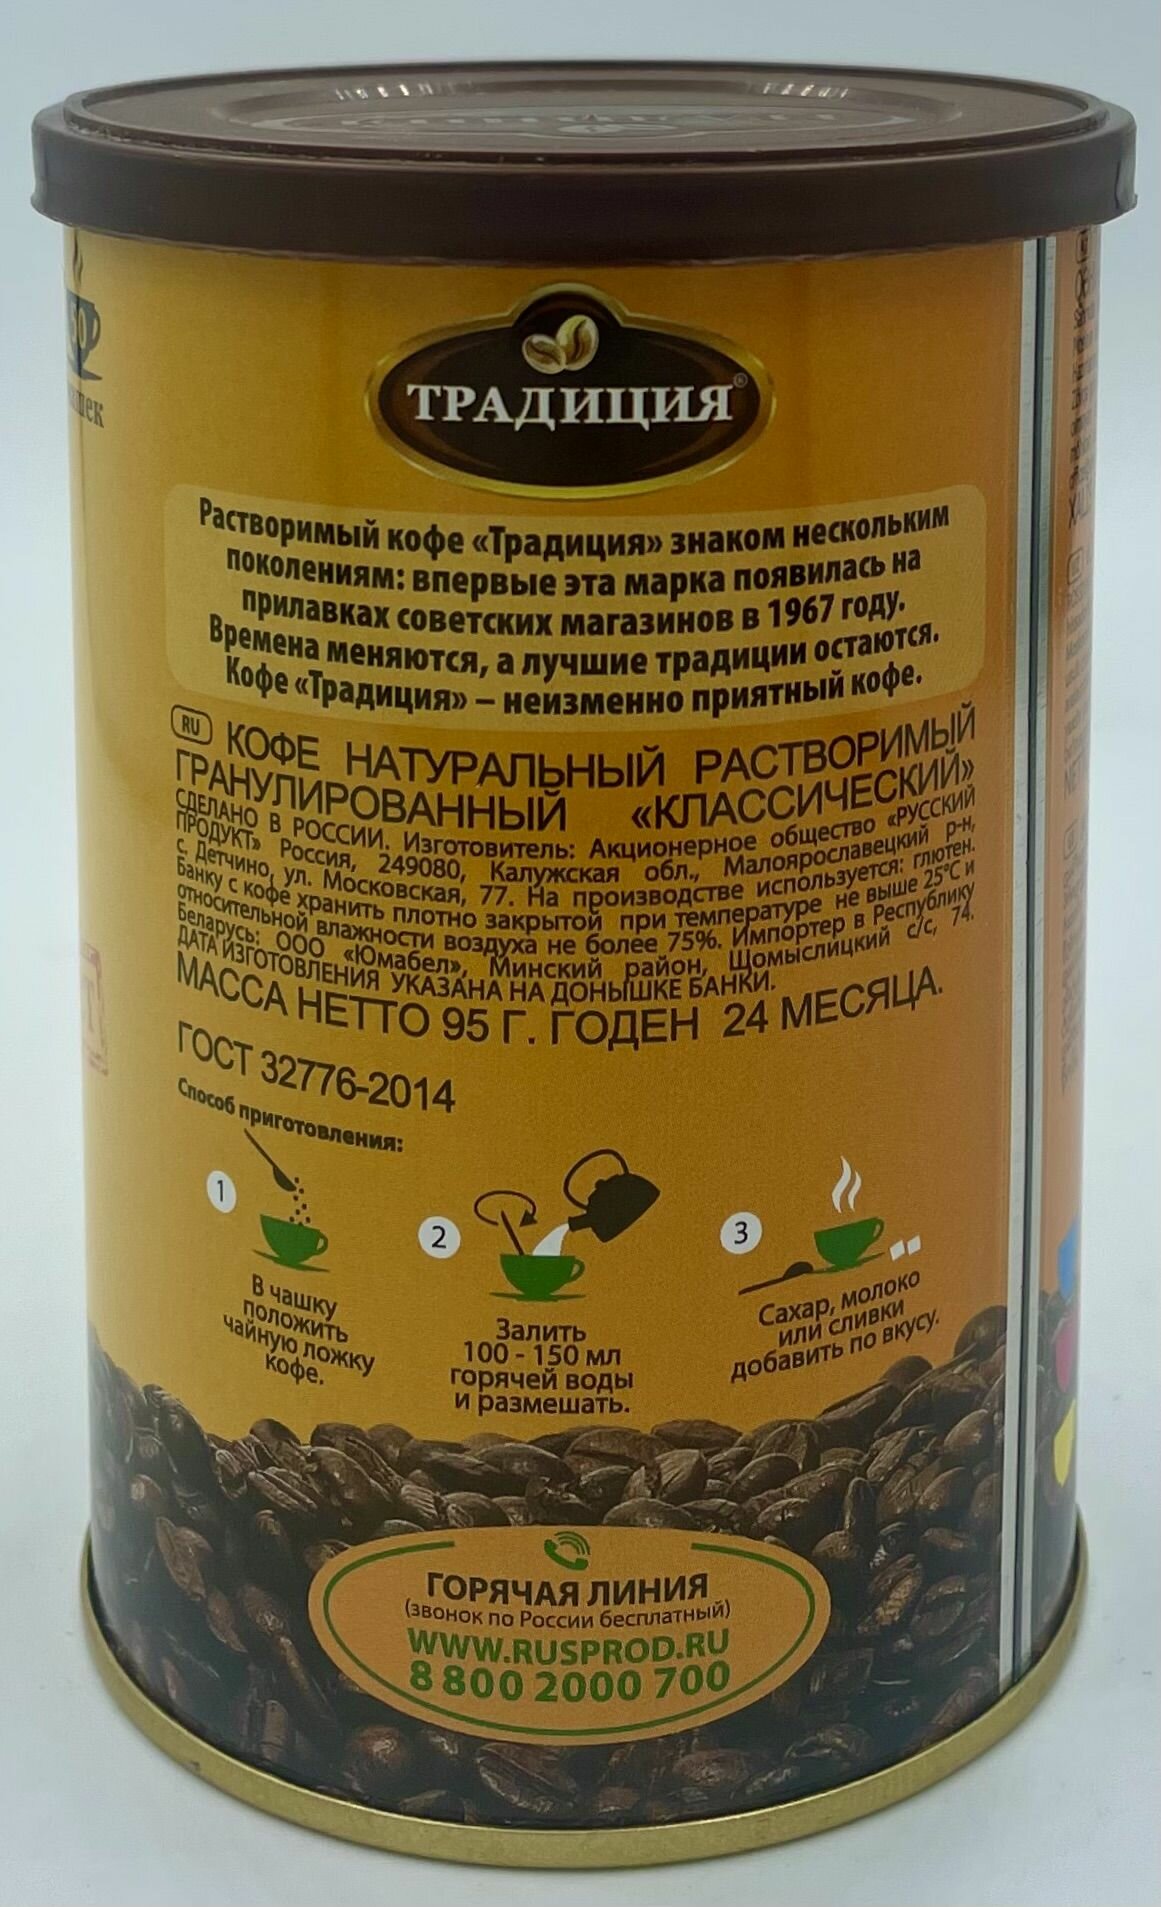 50
ТРАДИЦИЯ®
Растворимый кофе «Традиция» знаком нескольким
поколениям: впервые эта марка появилась на
прилавках советских магазинов в 1967 году.
Времена меняются, а лучшие традиции остаются.
Кофе «Традиция» – неизменно приятный кофе.
RU КОФЕ НАТУРАЛЬНЫЙ РАСТВОРИМЫЙ
ГРАНУЛИРОВАННЫЙ «КЛАССИЧЕСКИЙ»
СДЕЛАНО В РОССИИ. Изготовитель: Акционерное общество «РУССКИЙ
ПРОДУКТ» Россия, 249080, Калужская обл., Малоярославецкий р-н,
с. Детчино, ул. Московская, 77. На производстве используется: глютен.
Банку с кофе хранить плотно закрытой при температуре не выше 25°С и
относительной влажности воздуха не более 75%. Импортер в Республику
Беларусь: ООО «Юмабел», Минский район, Щомыслицкий с/с, 74.
ДАТА ИЗГОТОВЛЕНИЯ УКАЗАНА НА ДОНЫШКЕ БАНКИ.
МАССА НЕТТО 95 Г. ГОДЕН 24 МЕСЯЦА.
ГОСТ 32776-2014
Способ приготовления:
1
В чашку
положить
чайную ложку
кофе.
2
Залить
100 - 150 мл
горячей воды
и размешать.
3
Сахар, молоко
или сливки
добавить по вкусу.
ГОРЯЧАЯ ЛИНИЯ
(звонок по России бесплатный)
WWW.RUSPROD.RU
8 800 2000 700